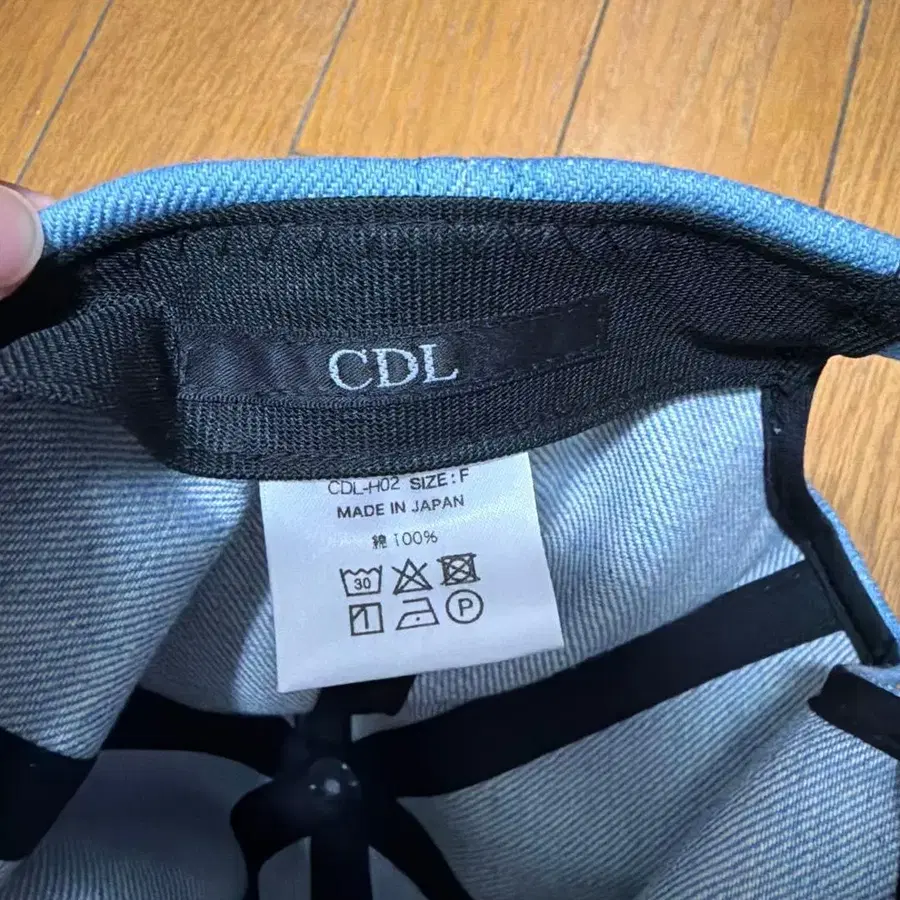 CDL
CDL-H02 SIZE:F
MADE IN JAPAN
綿 100%
30
P